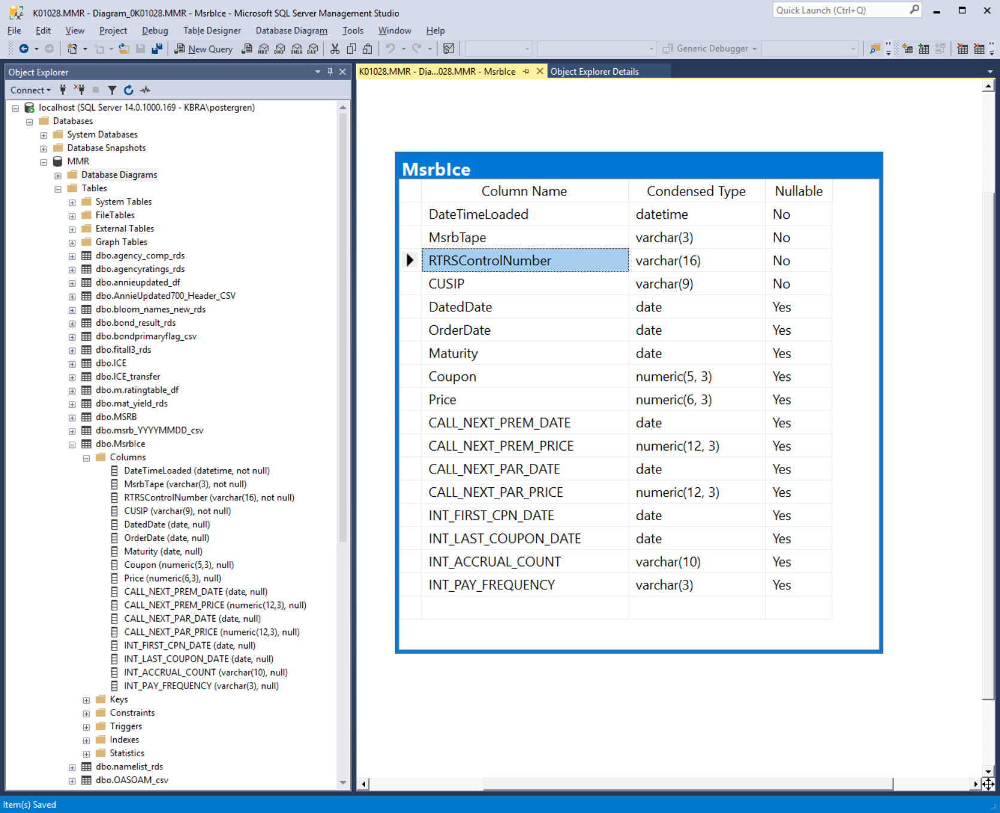 K01028.MMR - Diagram_0K01028.MMR - MsrbIce - Microsoft SQL Server Management Studio
Quick Launch (Ctrl+Q)
File Edit View Project Debug Table Designer Database Diagram Tools Window Help
New Query MDX DMX XMLA DAX Generic Debugger
Object Explorer
Connect
localhost (SQL Server 14.0.1000.169 - KBRA\postergren)
Databases
System Databases
Database Snapshots
MMR
Database Diagrams
Tables
System Tables
FileTables
External Tables
Graph Tables
dbo.agency_comp_rds
dbo.agencyratings_rds
dbo.annieupdated_df
dbo.AnnieUpdated700_Header_CSV
dbo.bloom_names_new_rds
dbo.bond_result_rds
dbo.bondprimaryflag_csv
dbo.fitall3_rds
dbo.ICE
dbo.ICE_transfer
dbo.m.ratingtable_df
dbo.mat_yield_rds
dbo.MSRB
dbo.msrb_YYYYMMDD_csv
dbo.MsrbIce
Columns
DateTimeLoaded (datetime, not null)
MsrbTape (varchar(3), not null)
RTRSControlNumber (varchar(16), not null)
CUSIP (varchar(9), not null)
DatedDate (date, null)
OrderDate (date, null)
Maturity (date, null)
Coupon (numeric(5,3), null)
Price (numeric(6,3), null)
CALL_NEXT_PREM_DATE (date, null)
CALL_NEXT_PREM_PRICE (numeric(12,3), null)
CALL_NEXT_PAR_DATE (date, null)
CALL_NEXT_PAR_PRICE (numeric(12,3), null)
INT_FIRST_CPN_DATE (date, null)
INT_LAST_COUPON_DATE (date, null)
INT_ACCRUAL_COUNT (varchar(10), null)
INT_PAY_FREQUENCY (varchar(3), null)
Keys
Constraints
Triggers
Indexes
Statistics
dbo.namelist_rds
dbo.OASOAM_csv
K01028.MMR - Dia...028.MMR - MsrbIce Object Explorer Details
MsrbIce
Column Name Condensed Type Nullable
DateTimeLoaded datetime No
MsrbTape varchar(3) No
RTRSControlNumber varchar(16) No
CUSIP varchar(9) No
DatedDate date Yes
OrderDate date Yes
Maturity date Yes
Coupon numeric(5, 3) Yes
Price numeric(6, 3) Yes
CALL_NEXT_PREM_DATE date Yes
CALL_NEXT_PREM_PRICE numeric(12, 3) Yes
CALL_NEXT_PAR_DATE date Yes
CALL_NEXT_PAR_PRICE numeric(12, 3) Yes
INT_FIRST_CPN_DATE date Yes
INT_LAST_COUPON_DATE date Yes
INT_ACCRUAL_COUNT varchar(10) Yes
INT_PAY_FREQUENCY varchar(3) Yes
Item(s) Saved